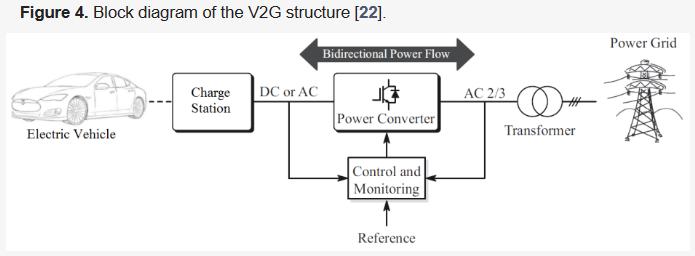 Figure 4. Block diagram of the V2G structure [22].
Power Grid
Bidirectional Power Flow
Charge
Station
DC or AC
AC 2/3
Power Converter
Electric Vehicle
Transformer
Control and
Monitoring
Reference